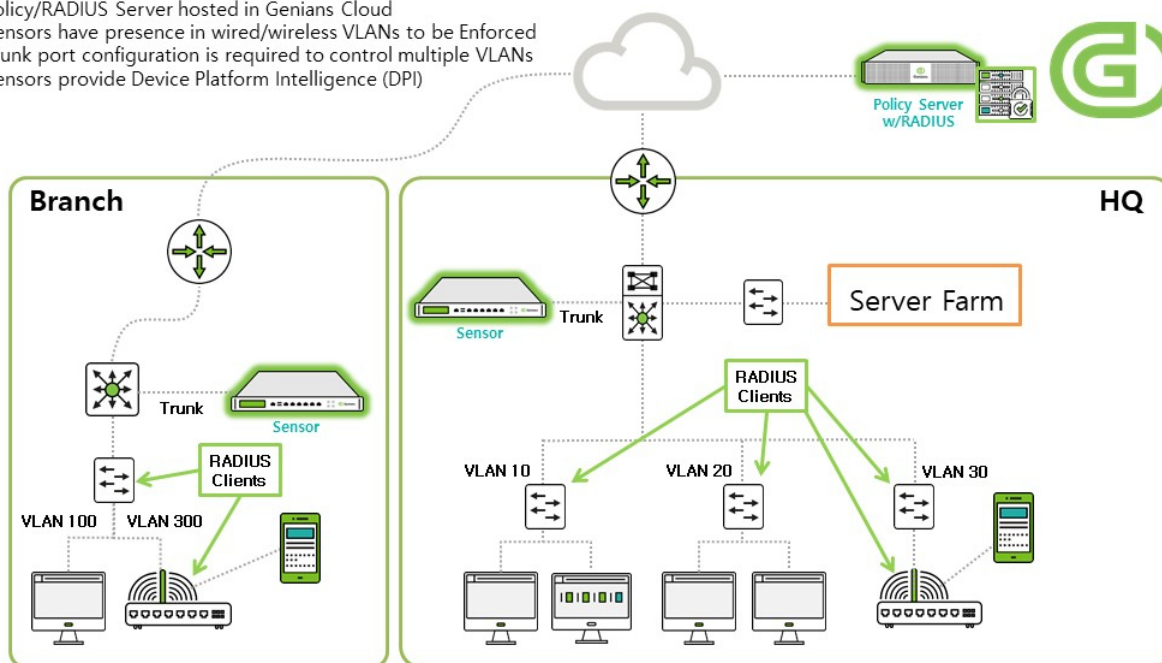 olicy/RADIUS Server hosted in Genians Cloud
ensors have presence in wired/wireless VLANs to be Enforced
unk port configuration is required to control multiple VLANs
ensors provide Device Platform Intelligence (DPI)
Policy Server
w/RADIUS
G
Branch
HQ
Sensor
Trunk
Server Farm
RADIUS
Clients
Trunk
Sensor
RADIUS
Clients
VLAN 10
VLAN 20
VLAN 30
VLAN 100
VLAN 300